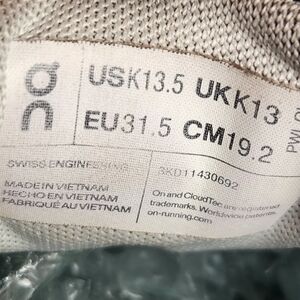 on
USK13.5 UKK13
EU31.5 CM19.2
SWISS ENGINEERING
3KD11430692
MADE IN VIETNAM
HECHO EN VIETNAM
FABRIQUÉ AU VIETNAM
On and CloudTec are registered
trademarks. Worldwide patents.
on-running.com